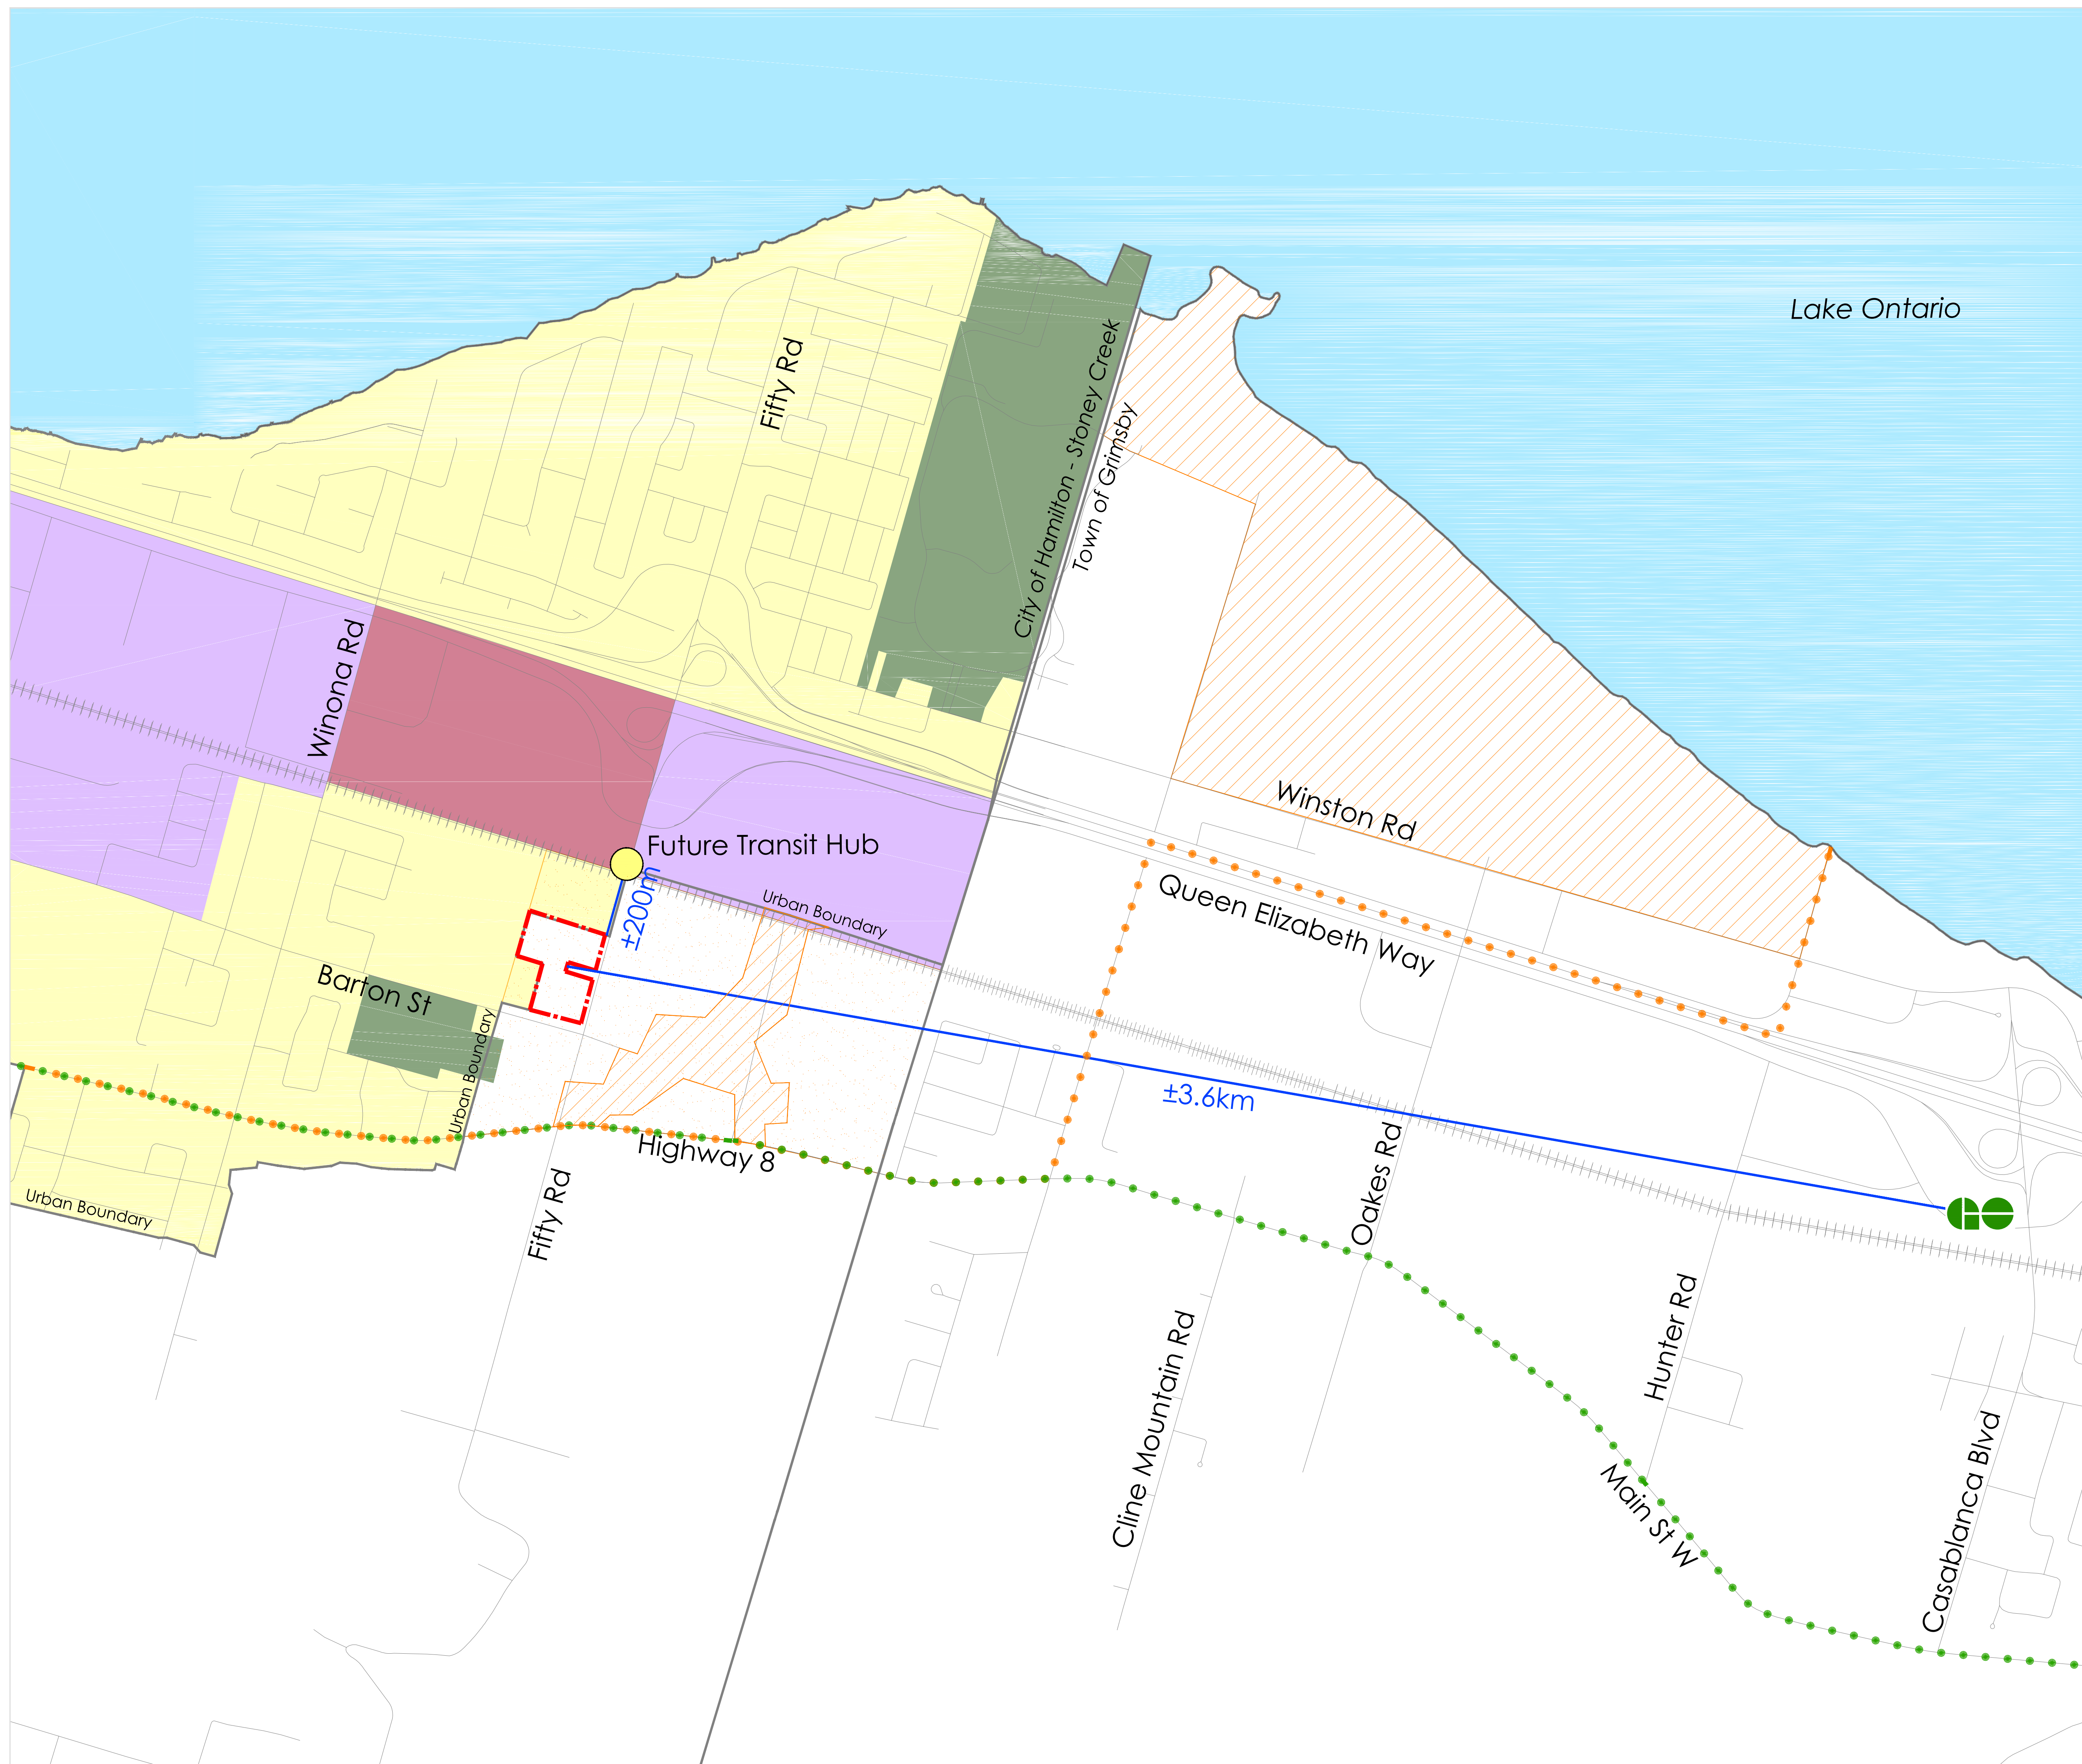 Lake Ontario
Fifty Rd
City of Hamilton - Stoney Creek
Town of Grimsby
Winona Rd
Winston Rd
Future Transit Hub
±200m
Urban Boundary
Queen Elizabeth Way
Barton St
Urban Boundary
±3.6km
Highway 8
Urban Boundary
Fifty Rd
Oakes Rd
GO
Cline Mountain Rd
Hunter Rd
Main St W
Casablanca Blvd